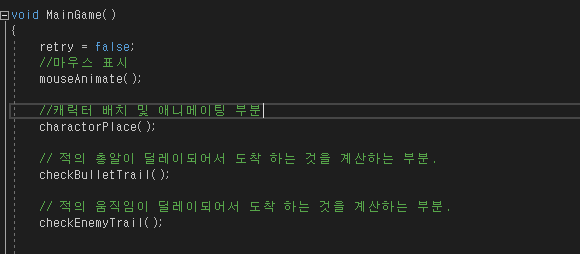 void MainGame()
{
retry = false;
//마우스 표시
mouseAnimate();
//캐릭터 배치 및 애니메이팅 부분
charactorPlace();
// 적의 총알이 딜레이되어서 도착 하는 것을 계산하는 부분.
checkBulletTrail();
// 적의 움직임이 딜레이되어서 도착 하는 것을 계산하는 부분.
checkEnemyTrail();